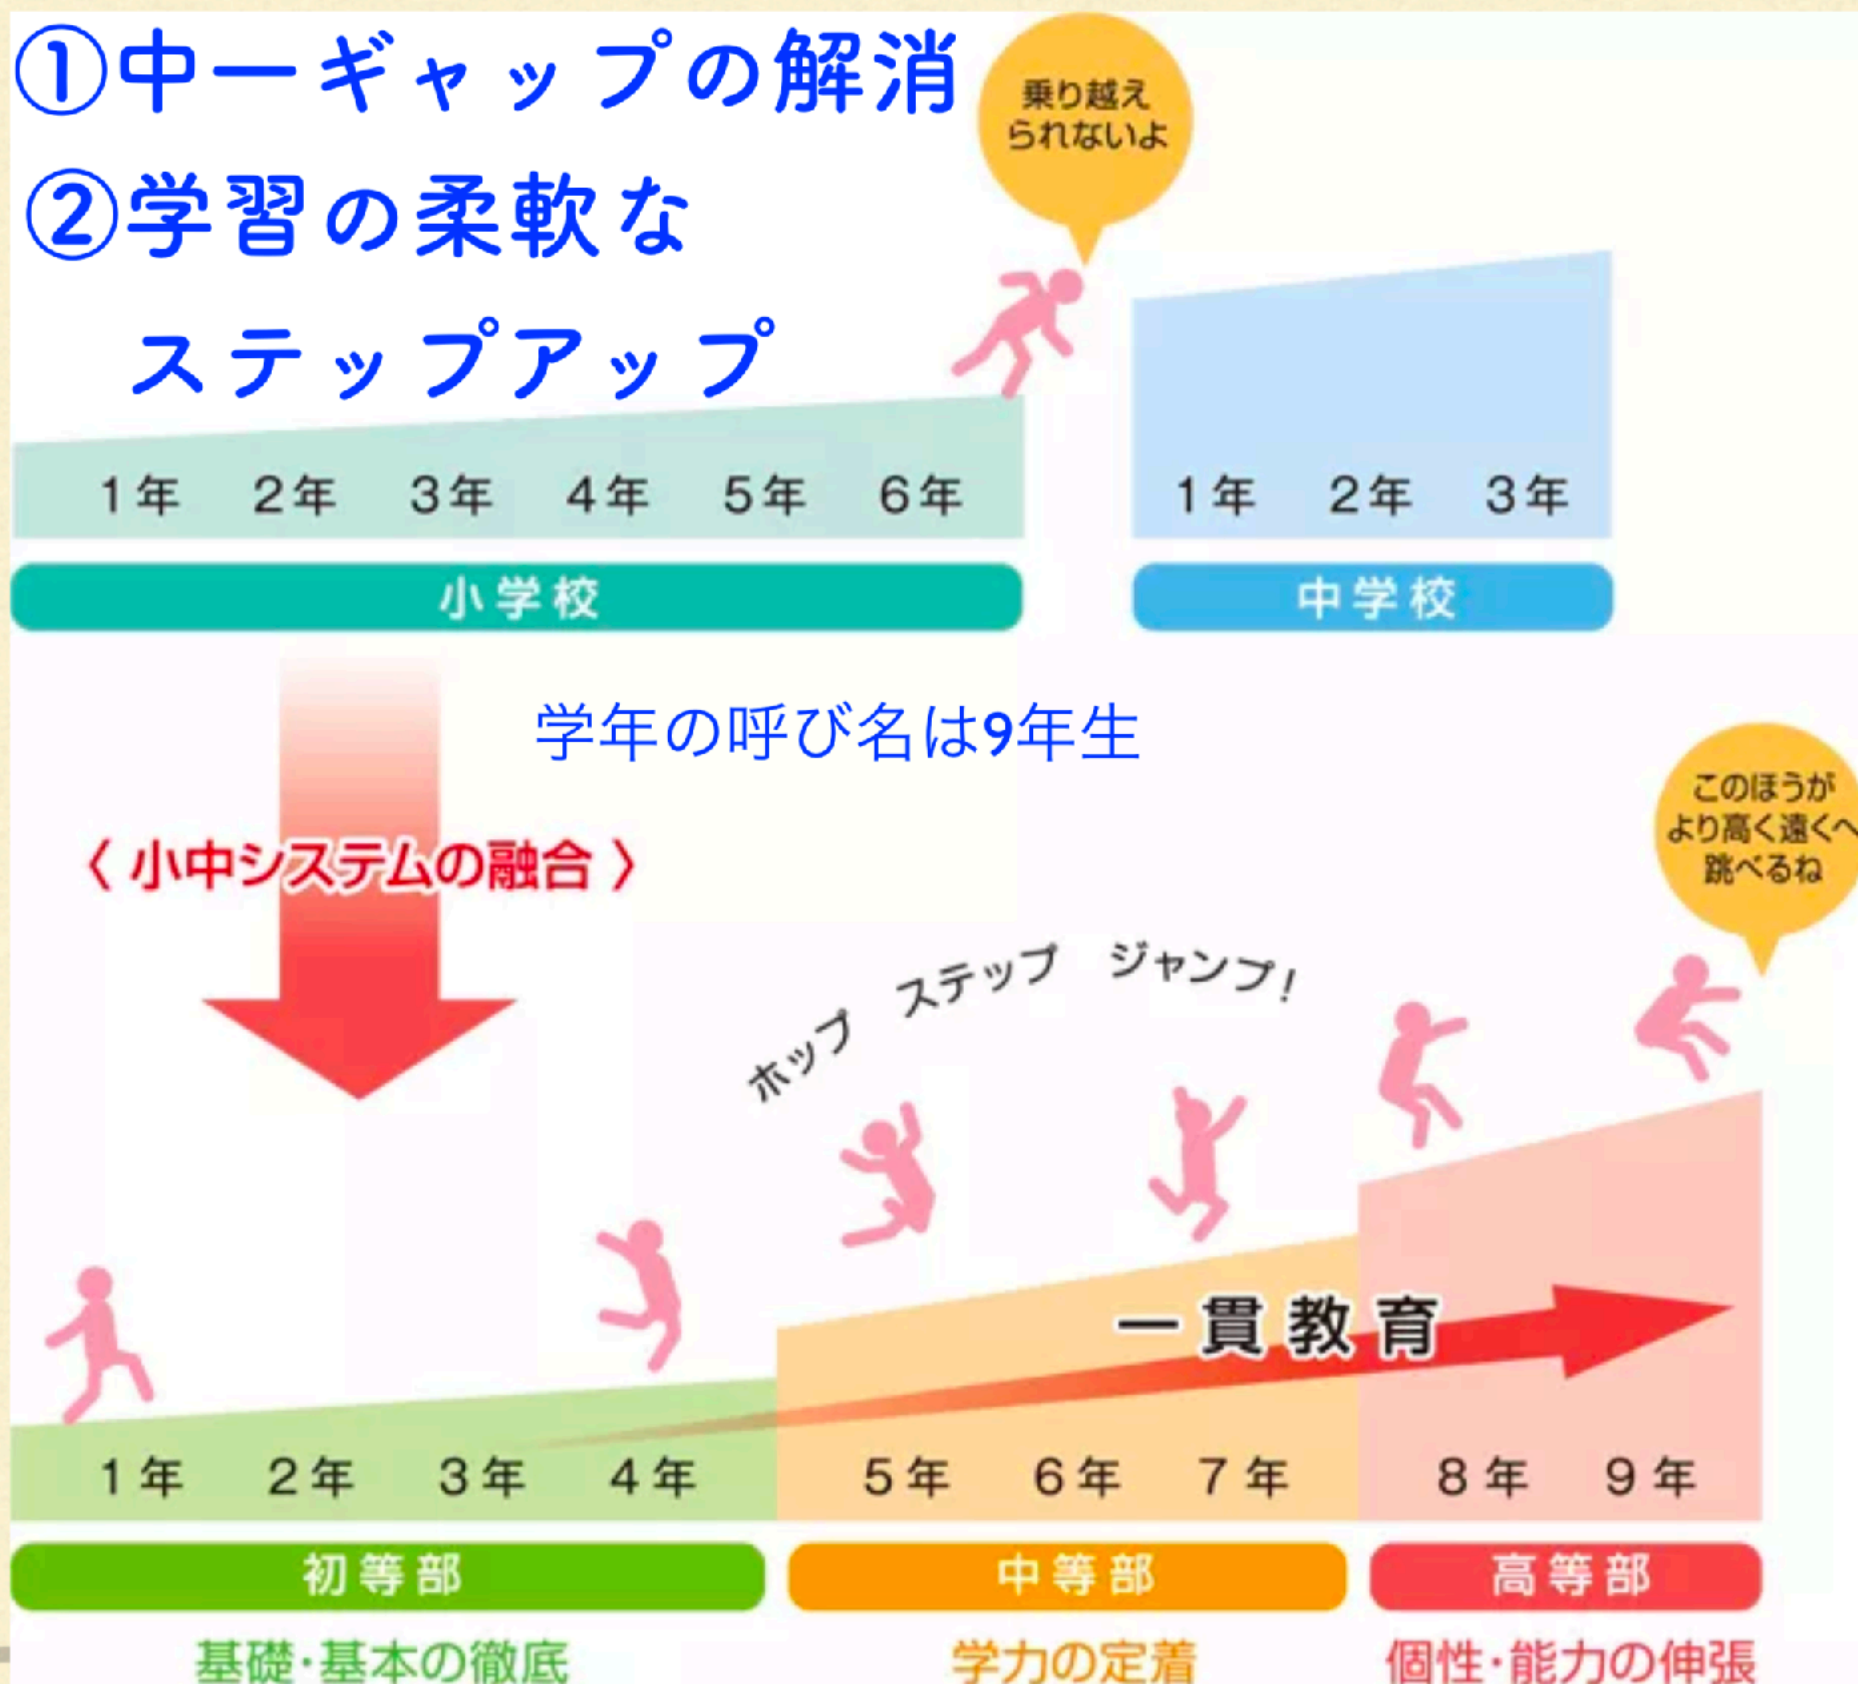 ①中一ギャップの解消
②学習の柔軟な
ステップアップ
乗り越え
られないよ
1年 2年 3年 4年 5年 6年
1年 2年 3年
小学校
中学校
学年の呼び名は9年生
〈小中システムの融合〉
このほうが
より高く遠くへ
跳べるね
ホップ ステップ ジャンプ!
一貫教育
1年 2年 3年 4年
5年 6年 7年
8年 9年
初等部
中等部
高等部
基礎・基本の徹底
学力の定着
個性・能力の伸張